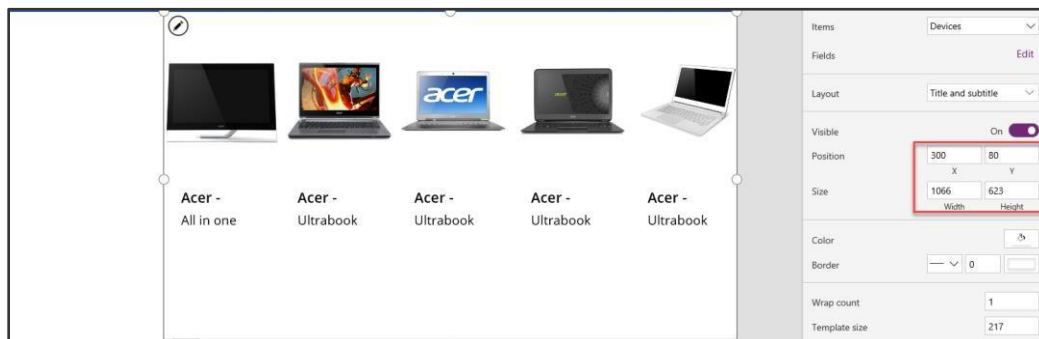 acer
Acer -
All in one
Acer -
Ultrabook
Acer -
Ultrabook
Acer -
Ultrabook
Acer -
Ultrabook
Items Devices
Fields Edit
Layout Title and subtitle
Visible On
Position 300 80
X Y
Size 1066 623
Width Height
Color
Border 0
Wrap count 1
Template size 217